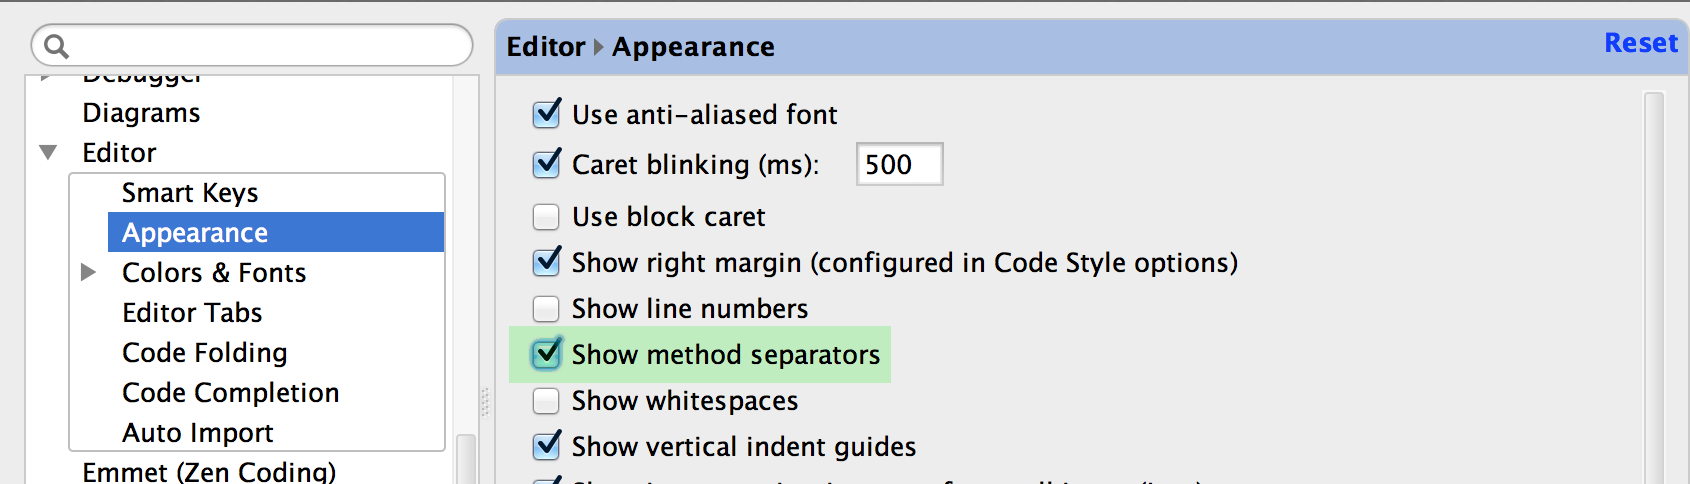 Editor Appearance
Reset
Debugger
Diagrams
Editor
Smart Keys
Appearance
Colors & Fonts
Editor Tabs
Code Folding
Code Completion
Auto Import
Emmet (Zen Coding)
Use anti-aliased font
Caret blinking (ms): 500
Use block caret
Show right margin (configured in Code Style options)
Show line numbers
Show method separators
Show whitespaces
Show vertical indent guides